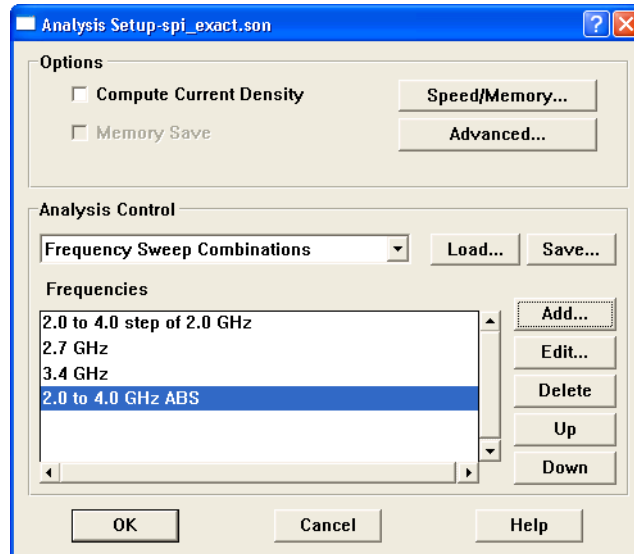 Analysis Setup-spi_exact.son
Options
Compute Current Density
Speed/Memory...
Memory Save
Advanced...
Analysis Control
Frequency Sweep Combinations
Load...
Save...
Frequencies
2.0 to 4.0 step of 2.0 GHz
2.7 GHz
3.4 GHz
2.0 to 4.0 GHz ABS
Add...
Edit...
Delete
Up
Down
OK
Cancel
Help